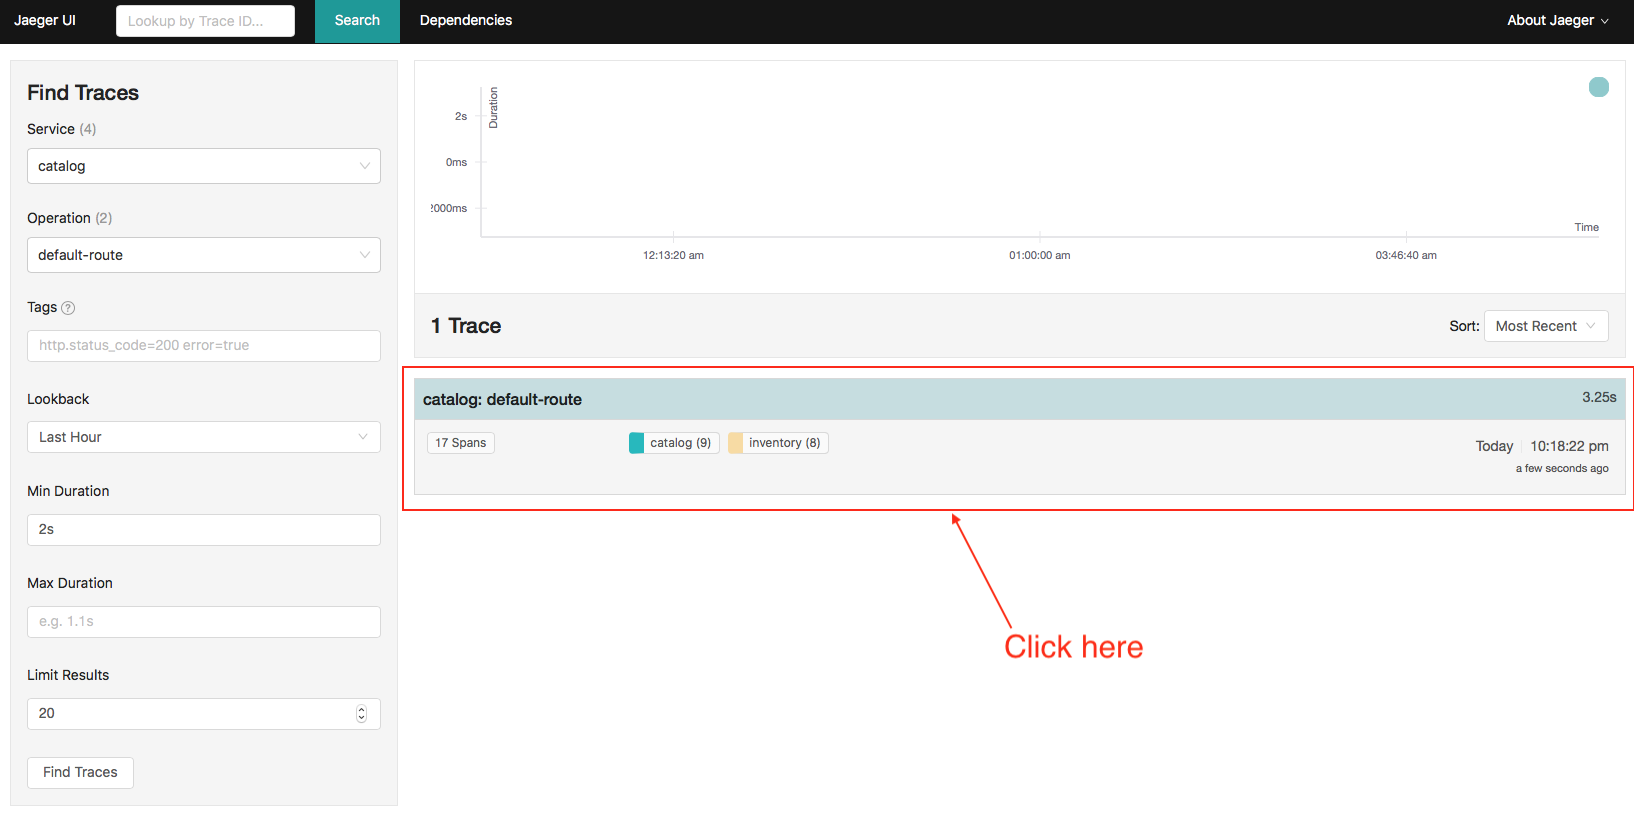 Jaeger UI
Lookup by Trace ID...
Search
Dependencies
About Jaeger
Find Traces
Service (4)
catalog
Operation (2)
default-route
Tags ?
http.status_code=200 error=true
Lookback
Last Hour
Min Duration
2s
Max Duration
e.g. 1.1s
Limit Results
20
Find Traces
Duration
2s
0ms
2000ms
Time
12:13:20 am
01:00:00 am
03:46:40 am
1 Trace
Sort: Most Recent
catalog: default-route
3.25s
17 Spans
catalog (9)
inventory (8)
Today 10:18:22 pm
a few seconds ago
Click here